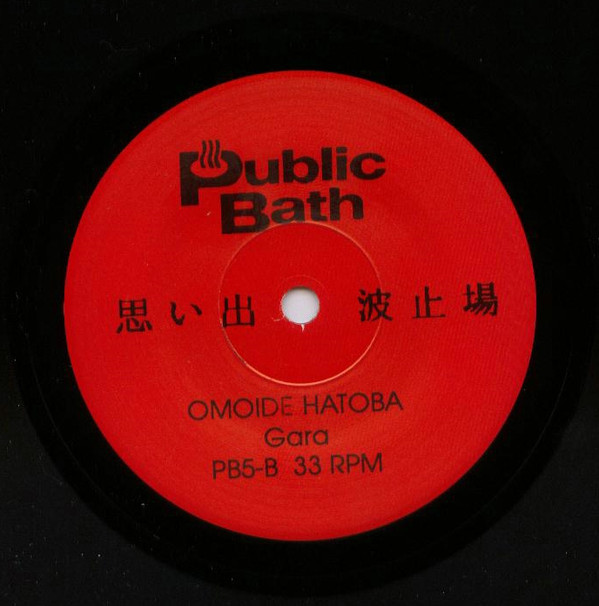 Public
Bath
思い出 波止場
OMOIDE HATOBA
Gara
PB5-B 33 RPM